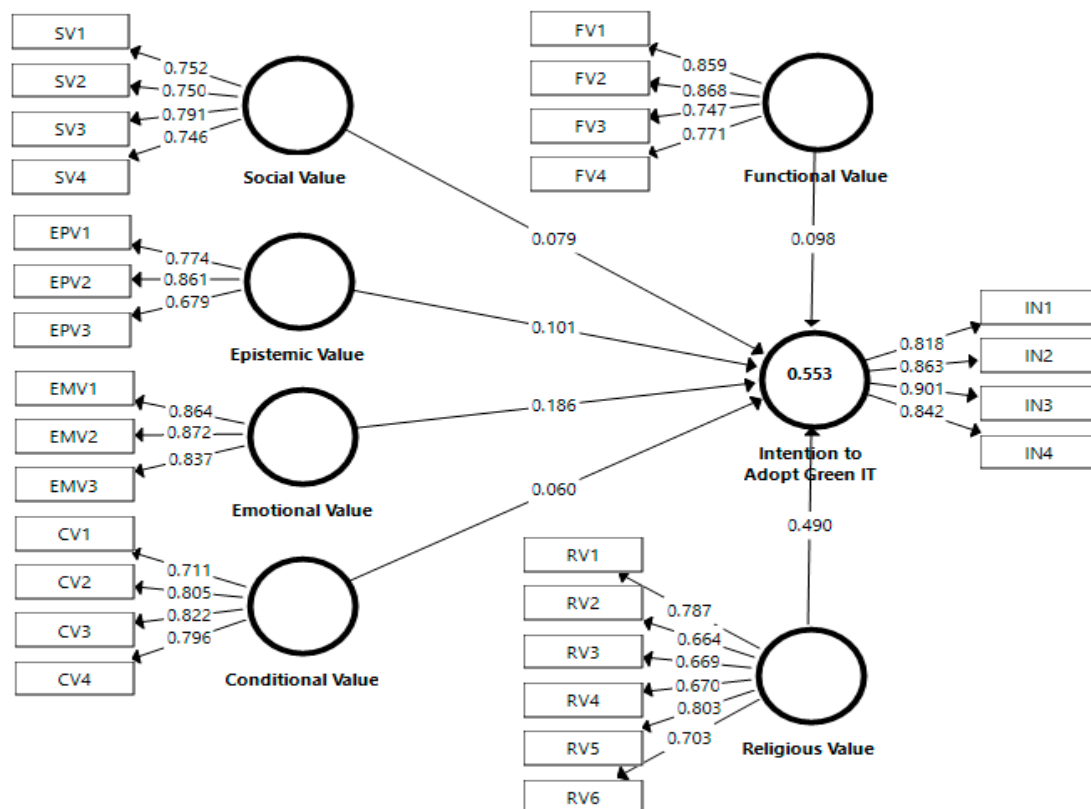 SV1
SV2
SV3
SV4
0.752
0.750
0.791
0.746
Social Value
FV1
FV2
FV3
FV4
0.859
0.868
0.747
0.771
Functional Value
0.079
0.098
EPV1
EPV2
EPV3
0.774
0.861
0.679
Epistemic Value
0.101
EMV1
EMV2
EMV3
0.864
0.872
0.837
Emotional Value
0.186
0.553
Intention to
Adopt Green IT
0.818
0.863
0.901
0.842
IN1
IN2
IN3
IN4
CV1
CV2
CV3
CV4
0.711
0.805
0.822
0.796
Conditional Value
0.060
0.490
RV1
RV2
RV3
RV4
RV5
RV6
0.787
0.664
0.669
0.670
0.803
0.703
Religious Value